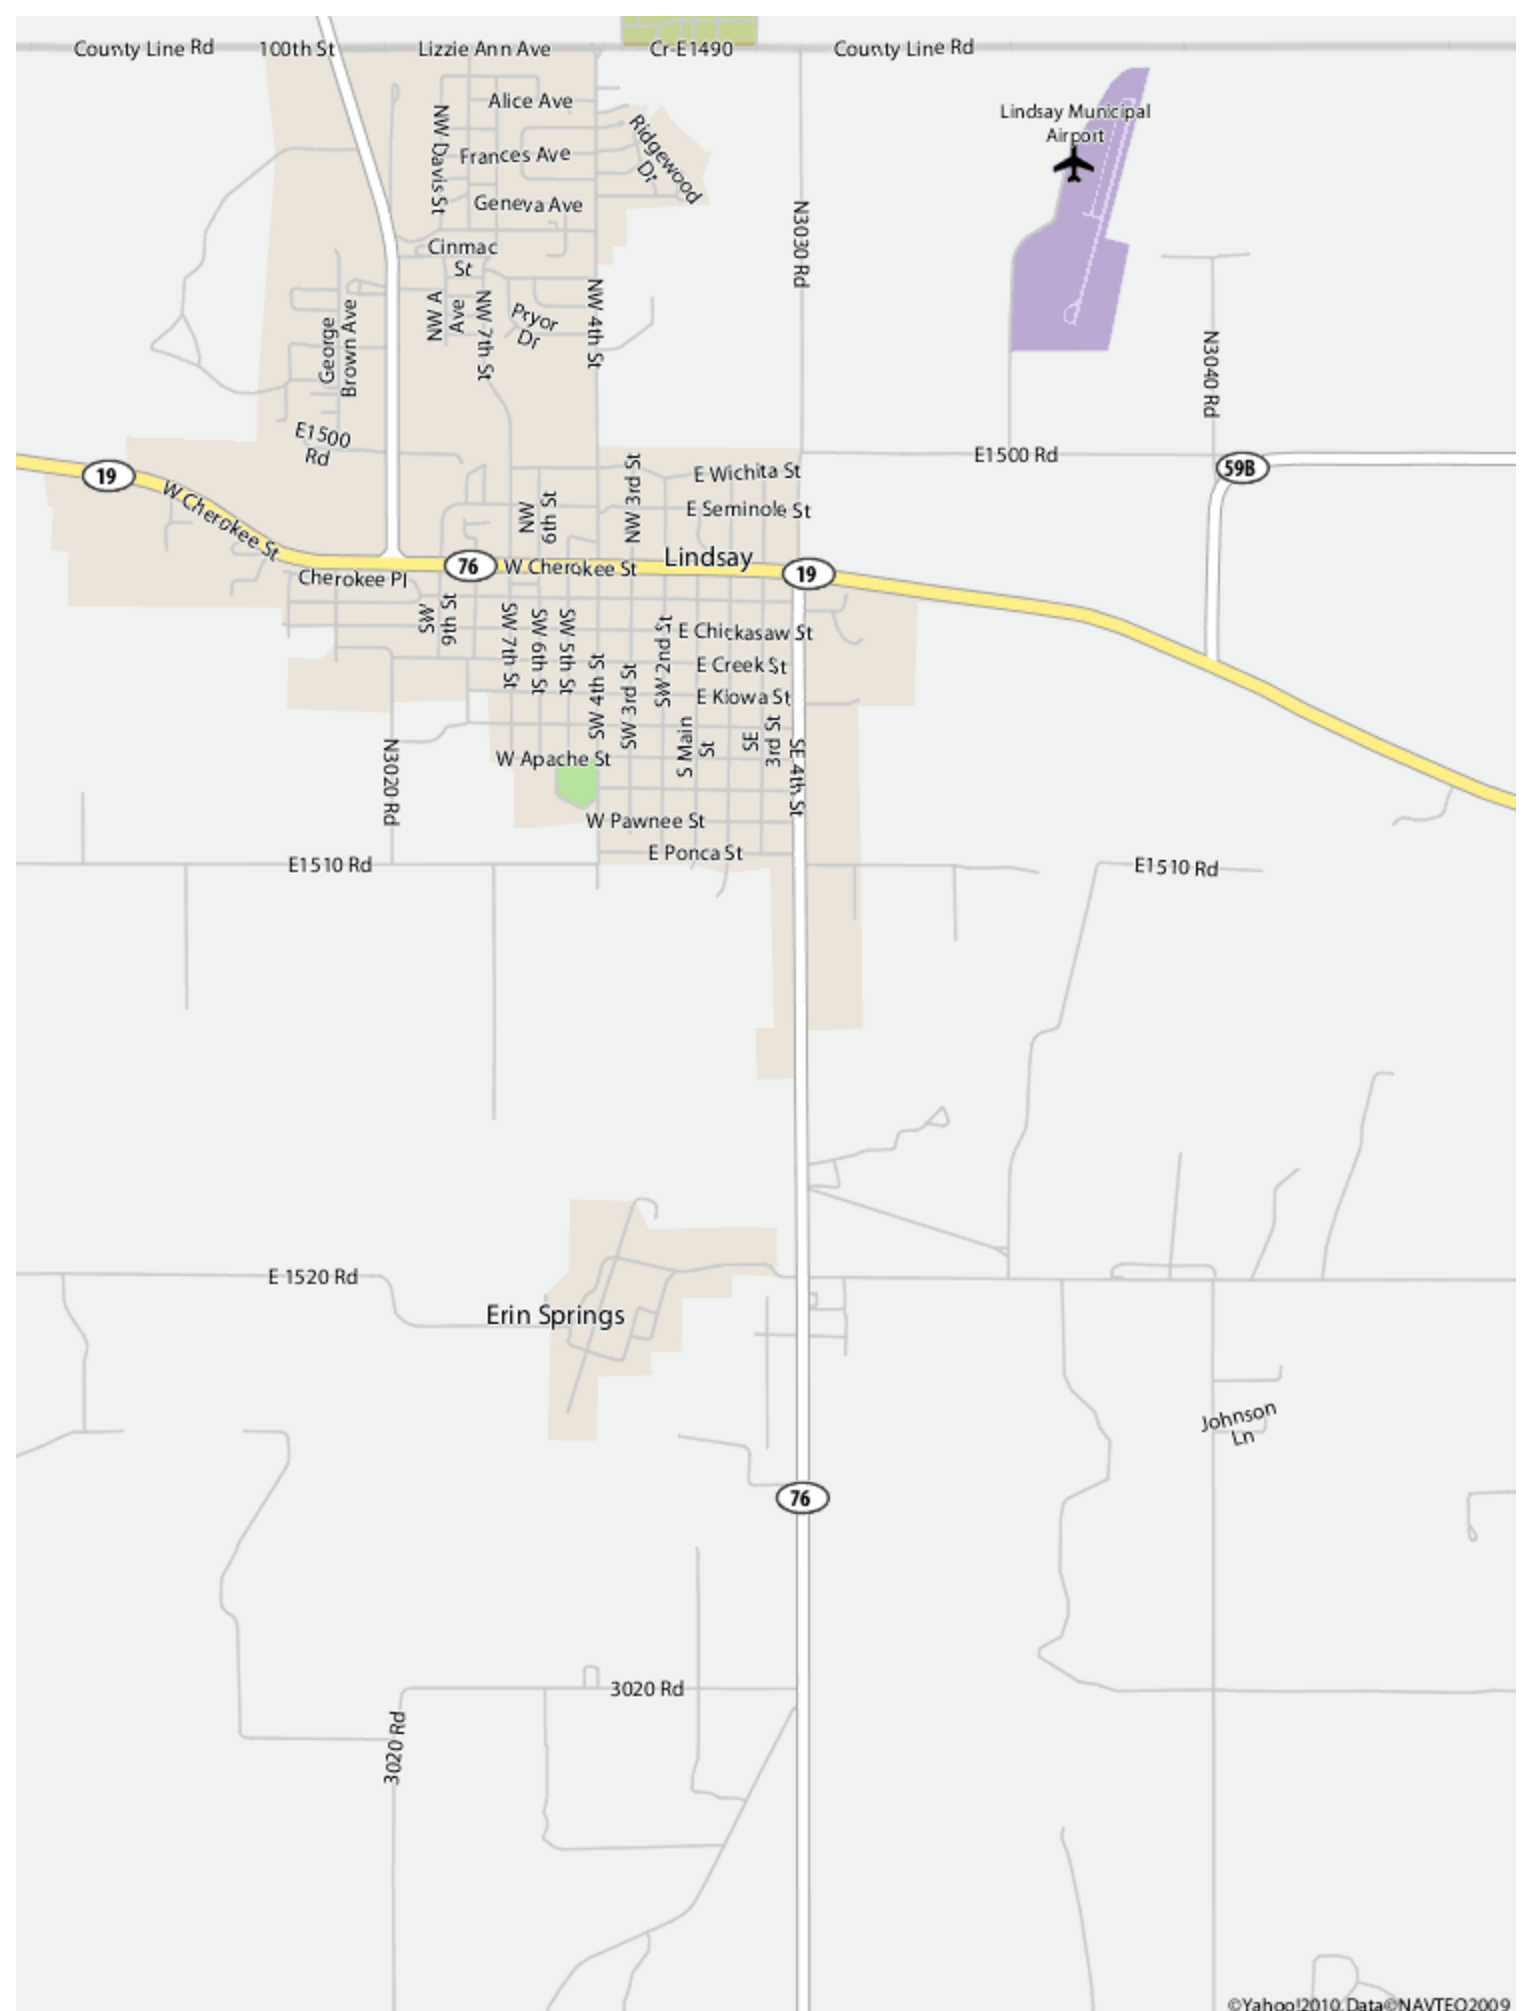 County Line Rd
100th St
Lizzie Ann Ave
Cr-E1490
County Line Rd
Alice Ave
NW Davis St
Ridgewood
Dr
Lindsay Municipal
Airport
Frances Ave
Geneva Ave
N3030 Rd
Cinmac
St
NW A
Ave
NW 7th St
Pryor
Dr
NW 4th St
George
Brown Ave
N3040 Rd
E1500
Rd
E1500 Rd
59B
19
W Cherokee St
NW
6th St
NW 3rd St
E Wichita St
E Seminole St
Lindsay
76
W Cherokee St
19
Cherokee Pl
SW
9th St
SW 7th St
SW 6th St
SW 5th St
SW 4th St
SW 3rd St
SW 2nd St
E Chickasaw St
E Creek St
E Kiowa St
S Main
St
SE
3rd St
SE 4th St
N3020 Rd
W Apache St
W Pawnee St
E Ponca St
E1510 Rd
E1510 Rd
E 1520 Rd
Erin Springs
Johnson
Ln
76
3020 Rd
3020 Rd
©Yahoo!2010,Data©NAVTEQ2009